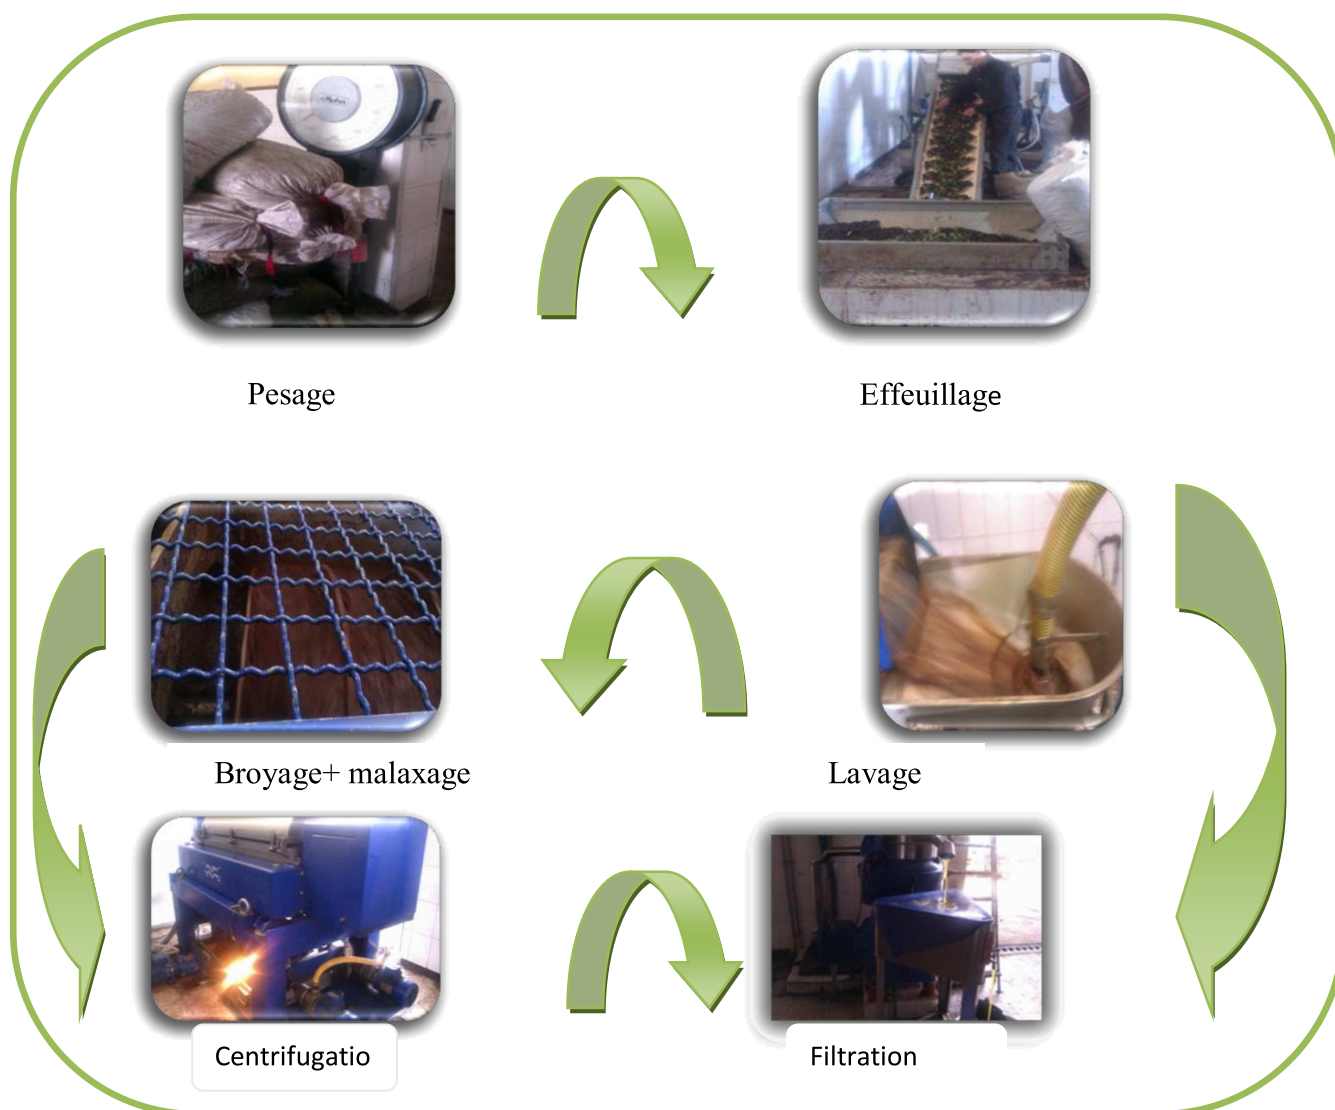 Pesage
Effeuillage
Broyage+ malaxage
Lavage
Centrifugatio
Filtration